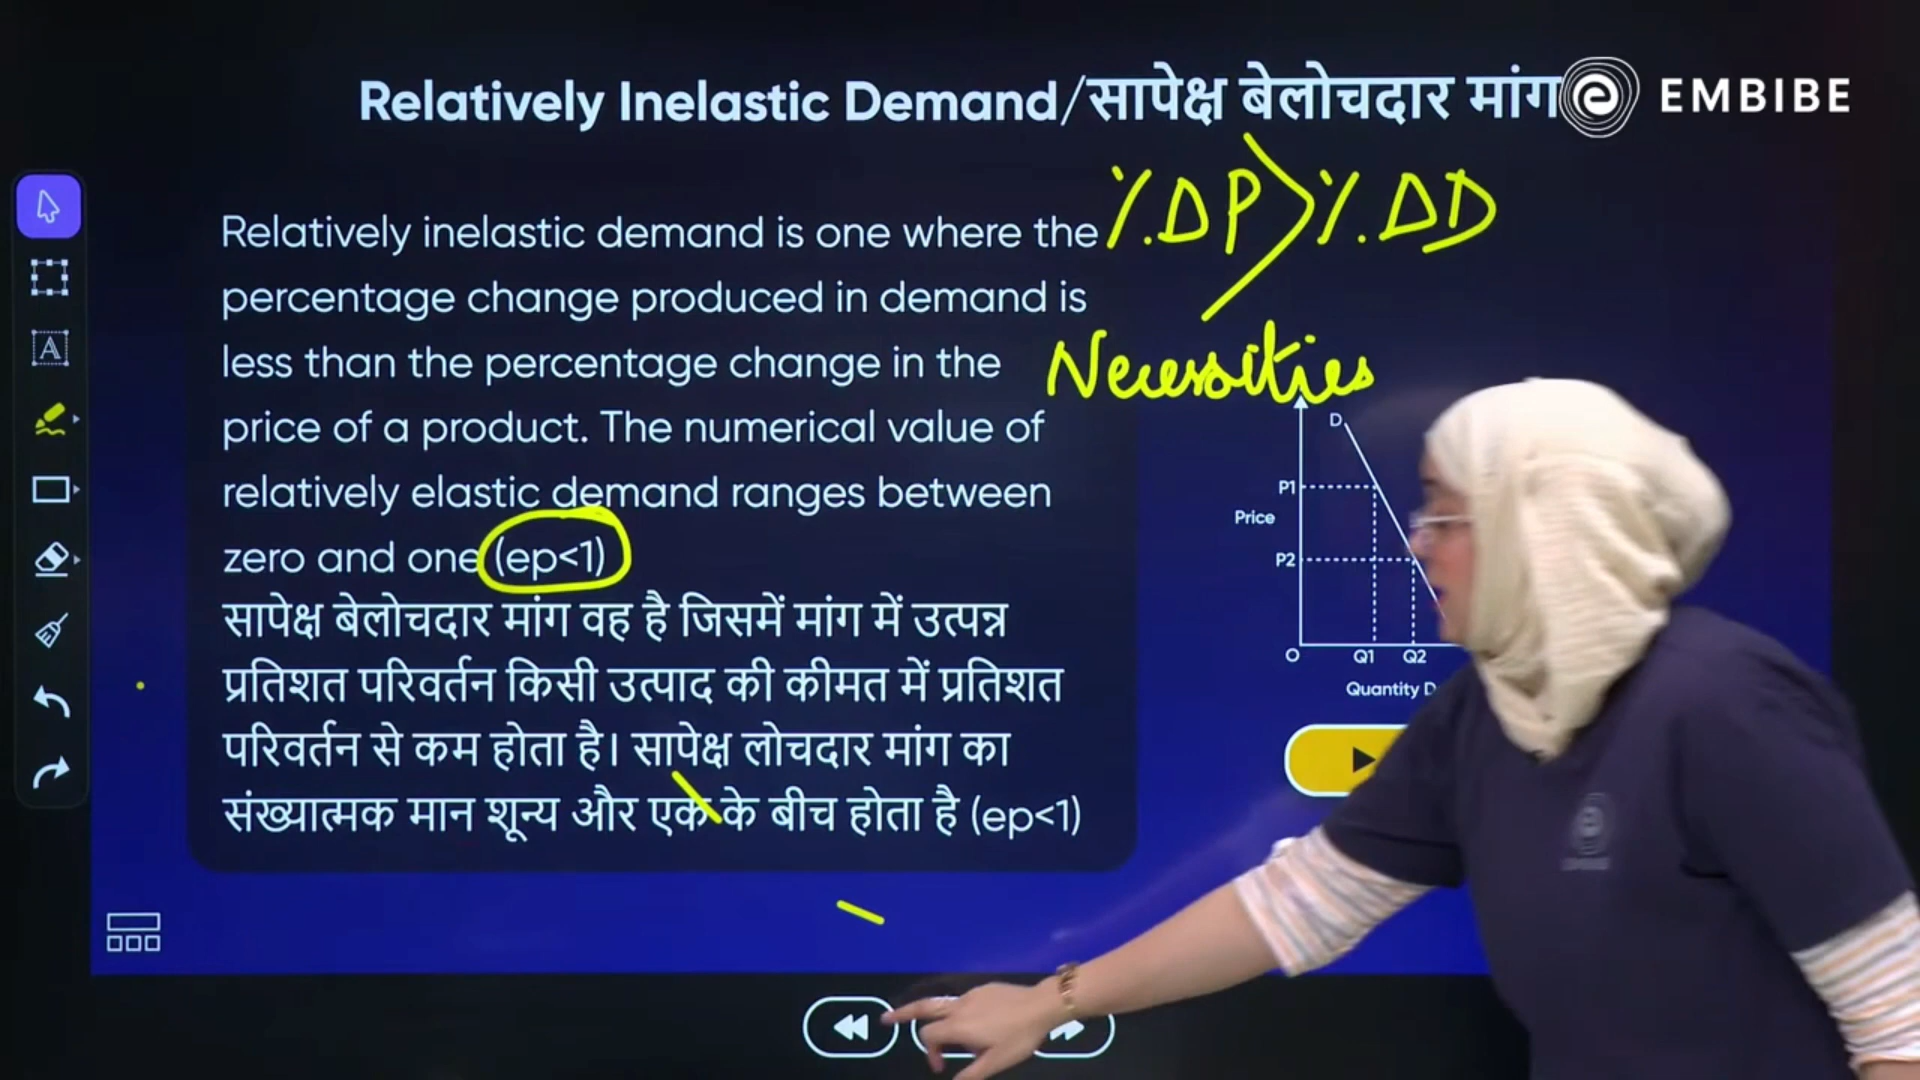 Relatively Inelastic Demand/सापेक्ष बेलोचदार मांग
EMBIBE
%.ΔP > %.ΔD
Relatively inelastic demand is one where the
percentage change produced in demand is
less than the percentage change in the
price of a product. The numerical value of
relatively elastic demand ranges between
zero and one (ep<1)
सापेक्ष बेलोचदार मांग वह है जिसमें मांग में उत्पन्न
प्रतिशत परिवर्तन किसी उत्पाद की कीमत में प्रतिशत
परिवर्तन से कम होता है। सापेक्ष लोचदार मांग का
संख्यात्मक मान शून्य और एक के बीच होता है (ep<1)
Necessities
D
P1
Price
P2
O Q1 Q2
Quantity D
A